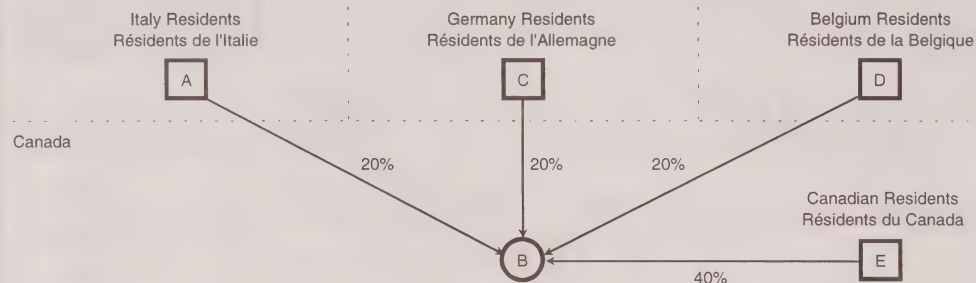 Italy Residents
Résidents de l'Italie
Germany Residents
Résidents de l'Allemagne
Belgium Residents
Résidents de la Belgique
A
C
D
Canada
20%
20%
20%
Canadian Residents
Résidents du Canada
B
E
40%